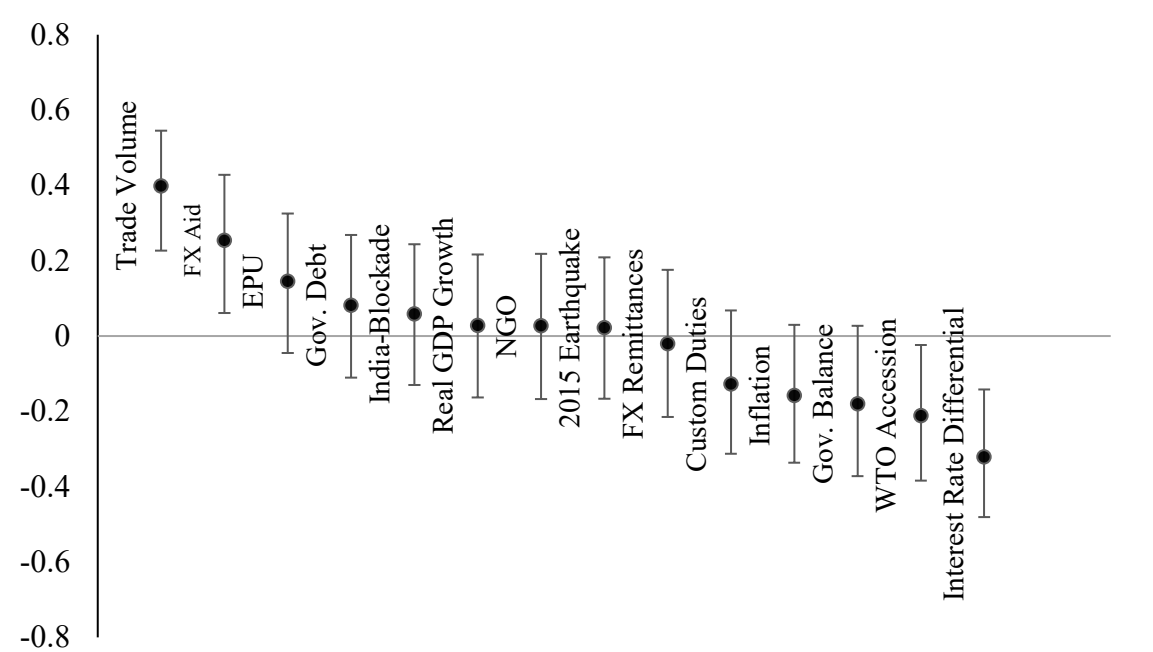 0.8
0.6
0.4
0.2
0
-0.2
-0.4
-0.6
-0.8
Trade Volume
FX Aid
EPU
Gov. Debt
India-Blockade
Real GDP Growth
NGO
2015 Earthquake
FX Remittances
Custom Duties
Inflation
Gov. Balance
WTO Accession
Interest Rate Differential